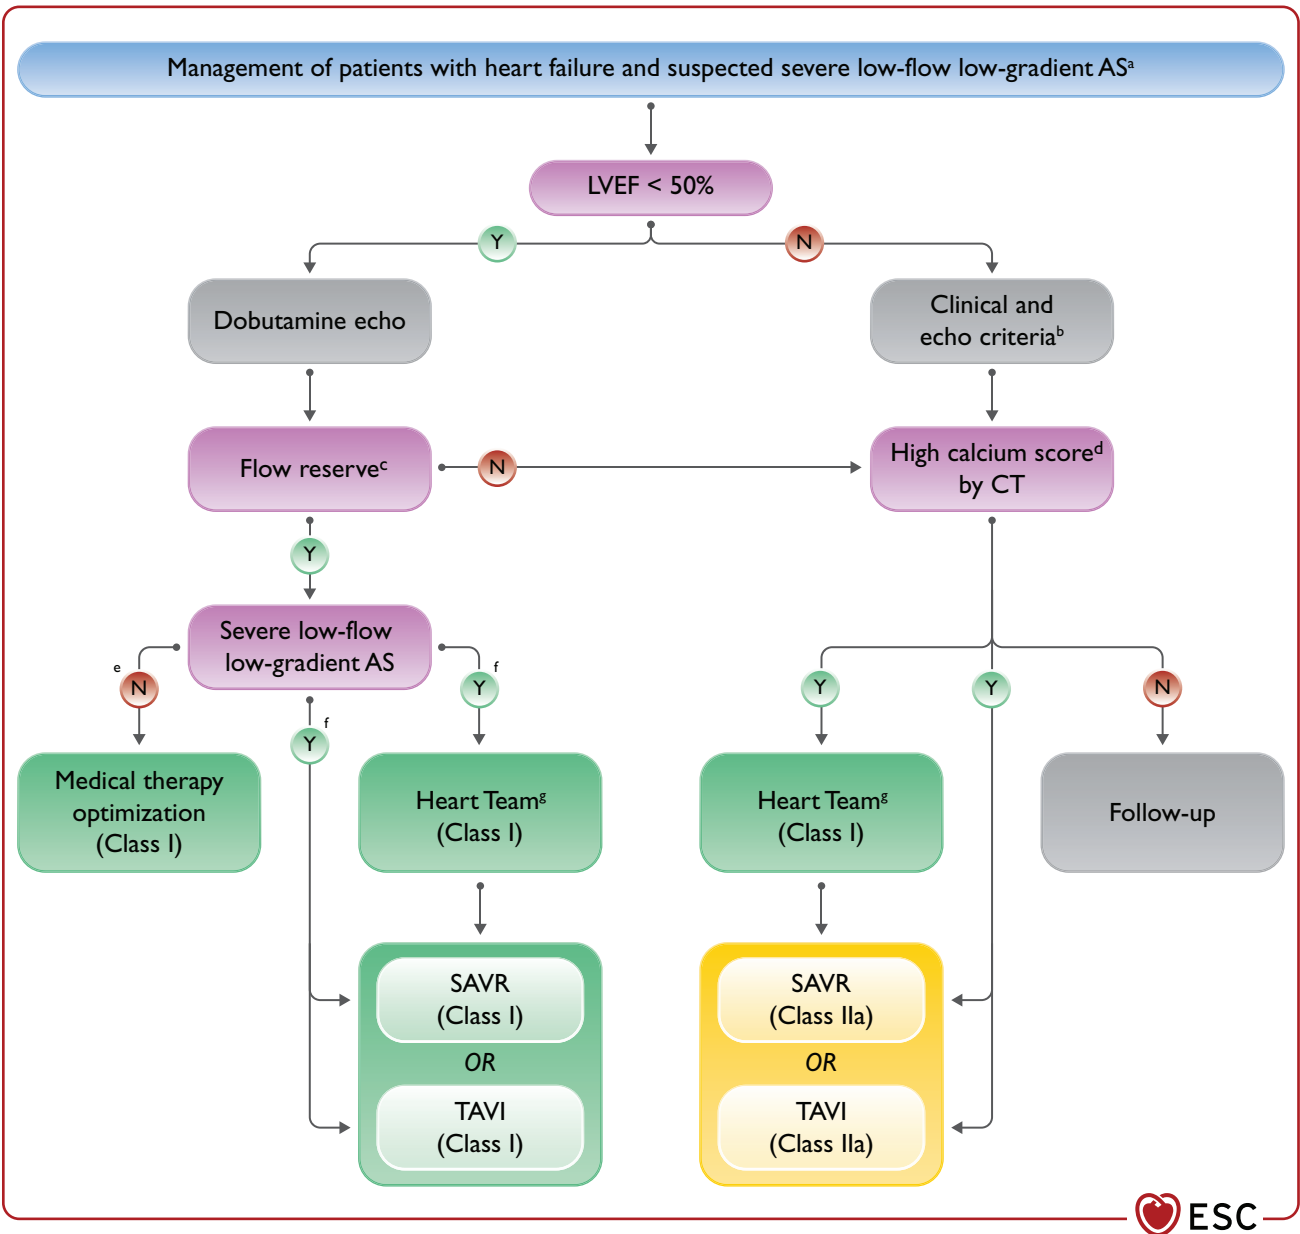 Management of patients with heart failure and suspected severe low-flow low-gradient ASᵃ
LVEF < 50%
Y
N
Dobutamine echo
Clinical and
echo criteriaᵇ
Flow reserveᶜ
N
High calcium scoreᵈ
by CT
Y
Severe low-flow
low-gradient AS
e
N
Y
f
Y
f
Y
Y
N
Medical therapy
optimization
(Class I)
Heart Teamᵍ
(Class I)
Heart Teamᵍ
(Class I)
Follow-up
SAVR
(Class I)
OR
TAVI
(Class I)
SAVR
(Class IIa)
OR
TAVI
(Class IIa)
ESC